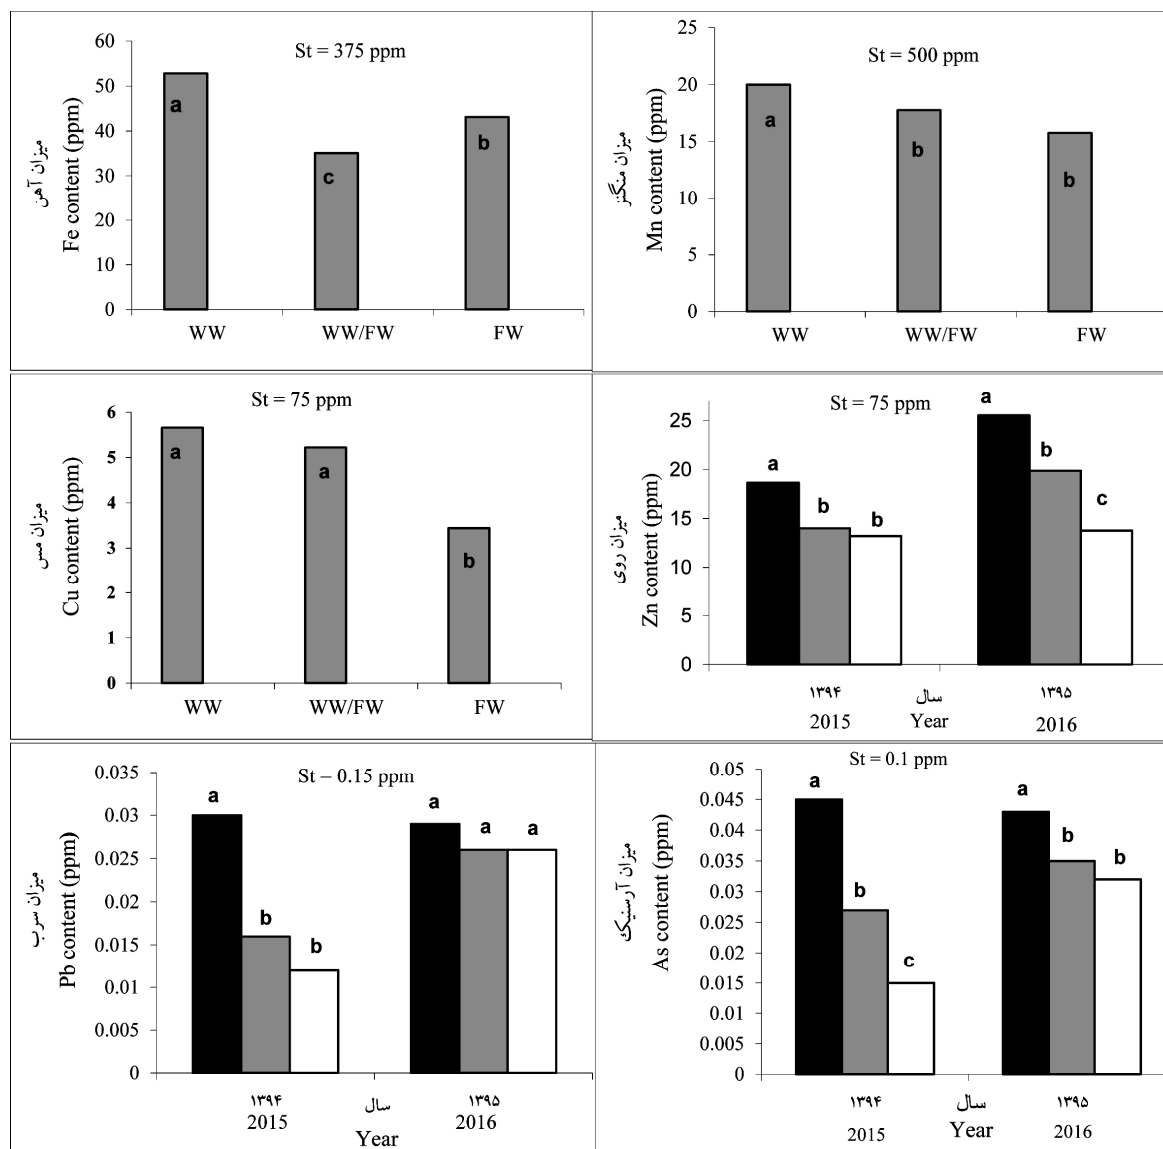 St = 375 ppm
میزان آهن
Fe content (ppm)
60
50
40
30
20
10
0
a
c
b
WW
WW/FW
FW
St = 500 ppm
میزان منگنز
Mn content (ppm)
25
20
15
10
5
0
a
b
b
WW
WW/FW
FW
St = 75 ppm
میزان مس
Cu content (ppm)
6
5
4
3
2
1
0
a
a
b
WW
WW/FW
FW
St = 75 ppm
میزان روی
Zn content (ppm)
25
20
15
10
5
0
a
b
b
a
b
c
۱۳۹۴
سال
۱۳۹۵
2015
Year
2016
St – 0.15 ppm
میزان سرب
Pb content (ppm)
0.035
0.03
0.025
0.02
0.015
0.01
0.005
0
a
b
b
a
a
a
۱۳۹۴
سال
۱۳۹۵
2015
Year
2016
St = 0.1 ppm
میزان آرسنیک
As content (ppm)
0.05
0.045
0.04
0.035
0.03
0.025
0.02
0.015
0.01
0.005
0
a
b
c
a
b
b
۱۳۹۴
سال
۱۳۹۵
2015
Year
2016